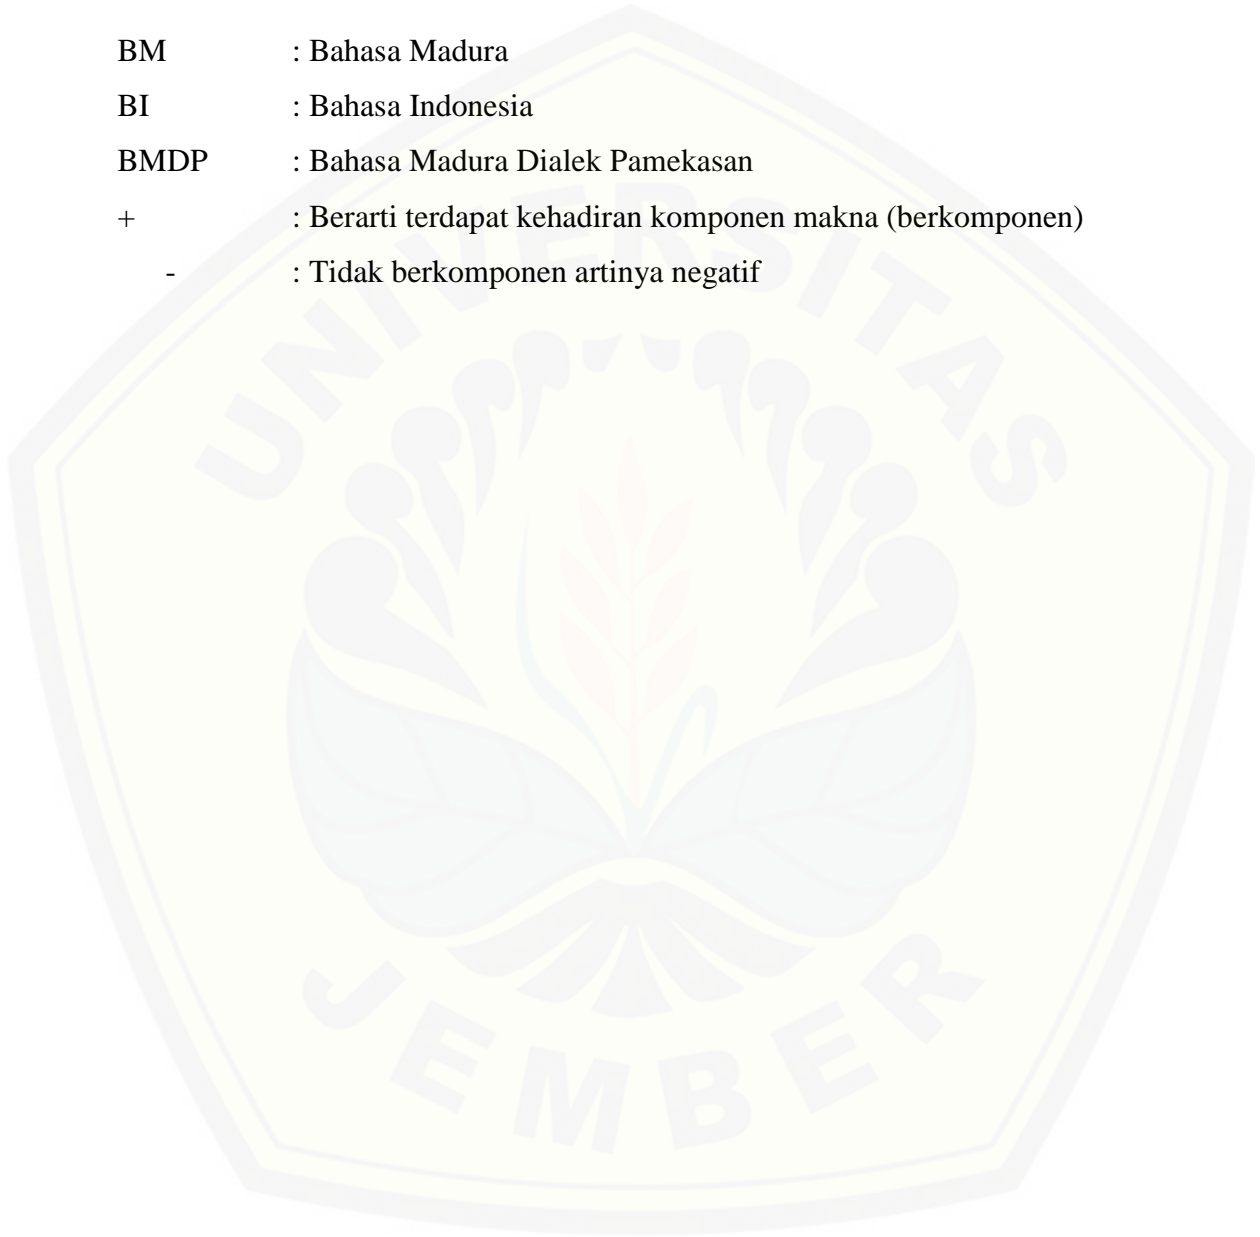 BM : Bahasa Madura
BI : Bahasa Indonesia
BMDP : Bahasa Madura Dialek Pamekasan
+ : Berarti terdapat kehadiran komponen makna (berkomponen)
- : Tidak berkomponen artinya negatif
UNIVERSITAS
JEMBER